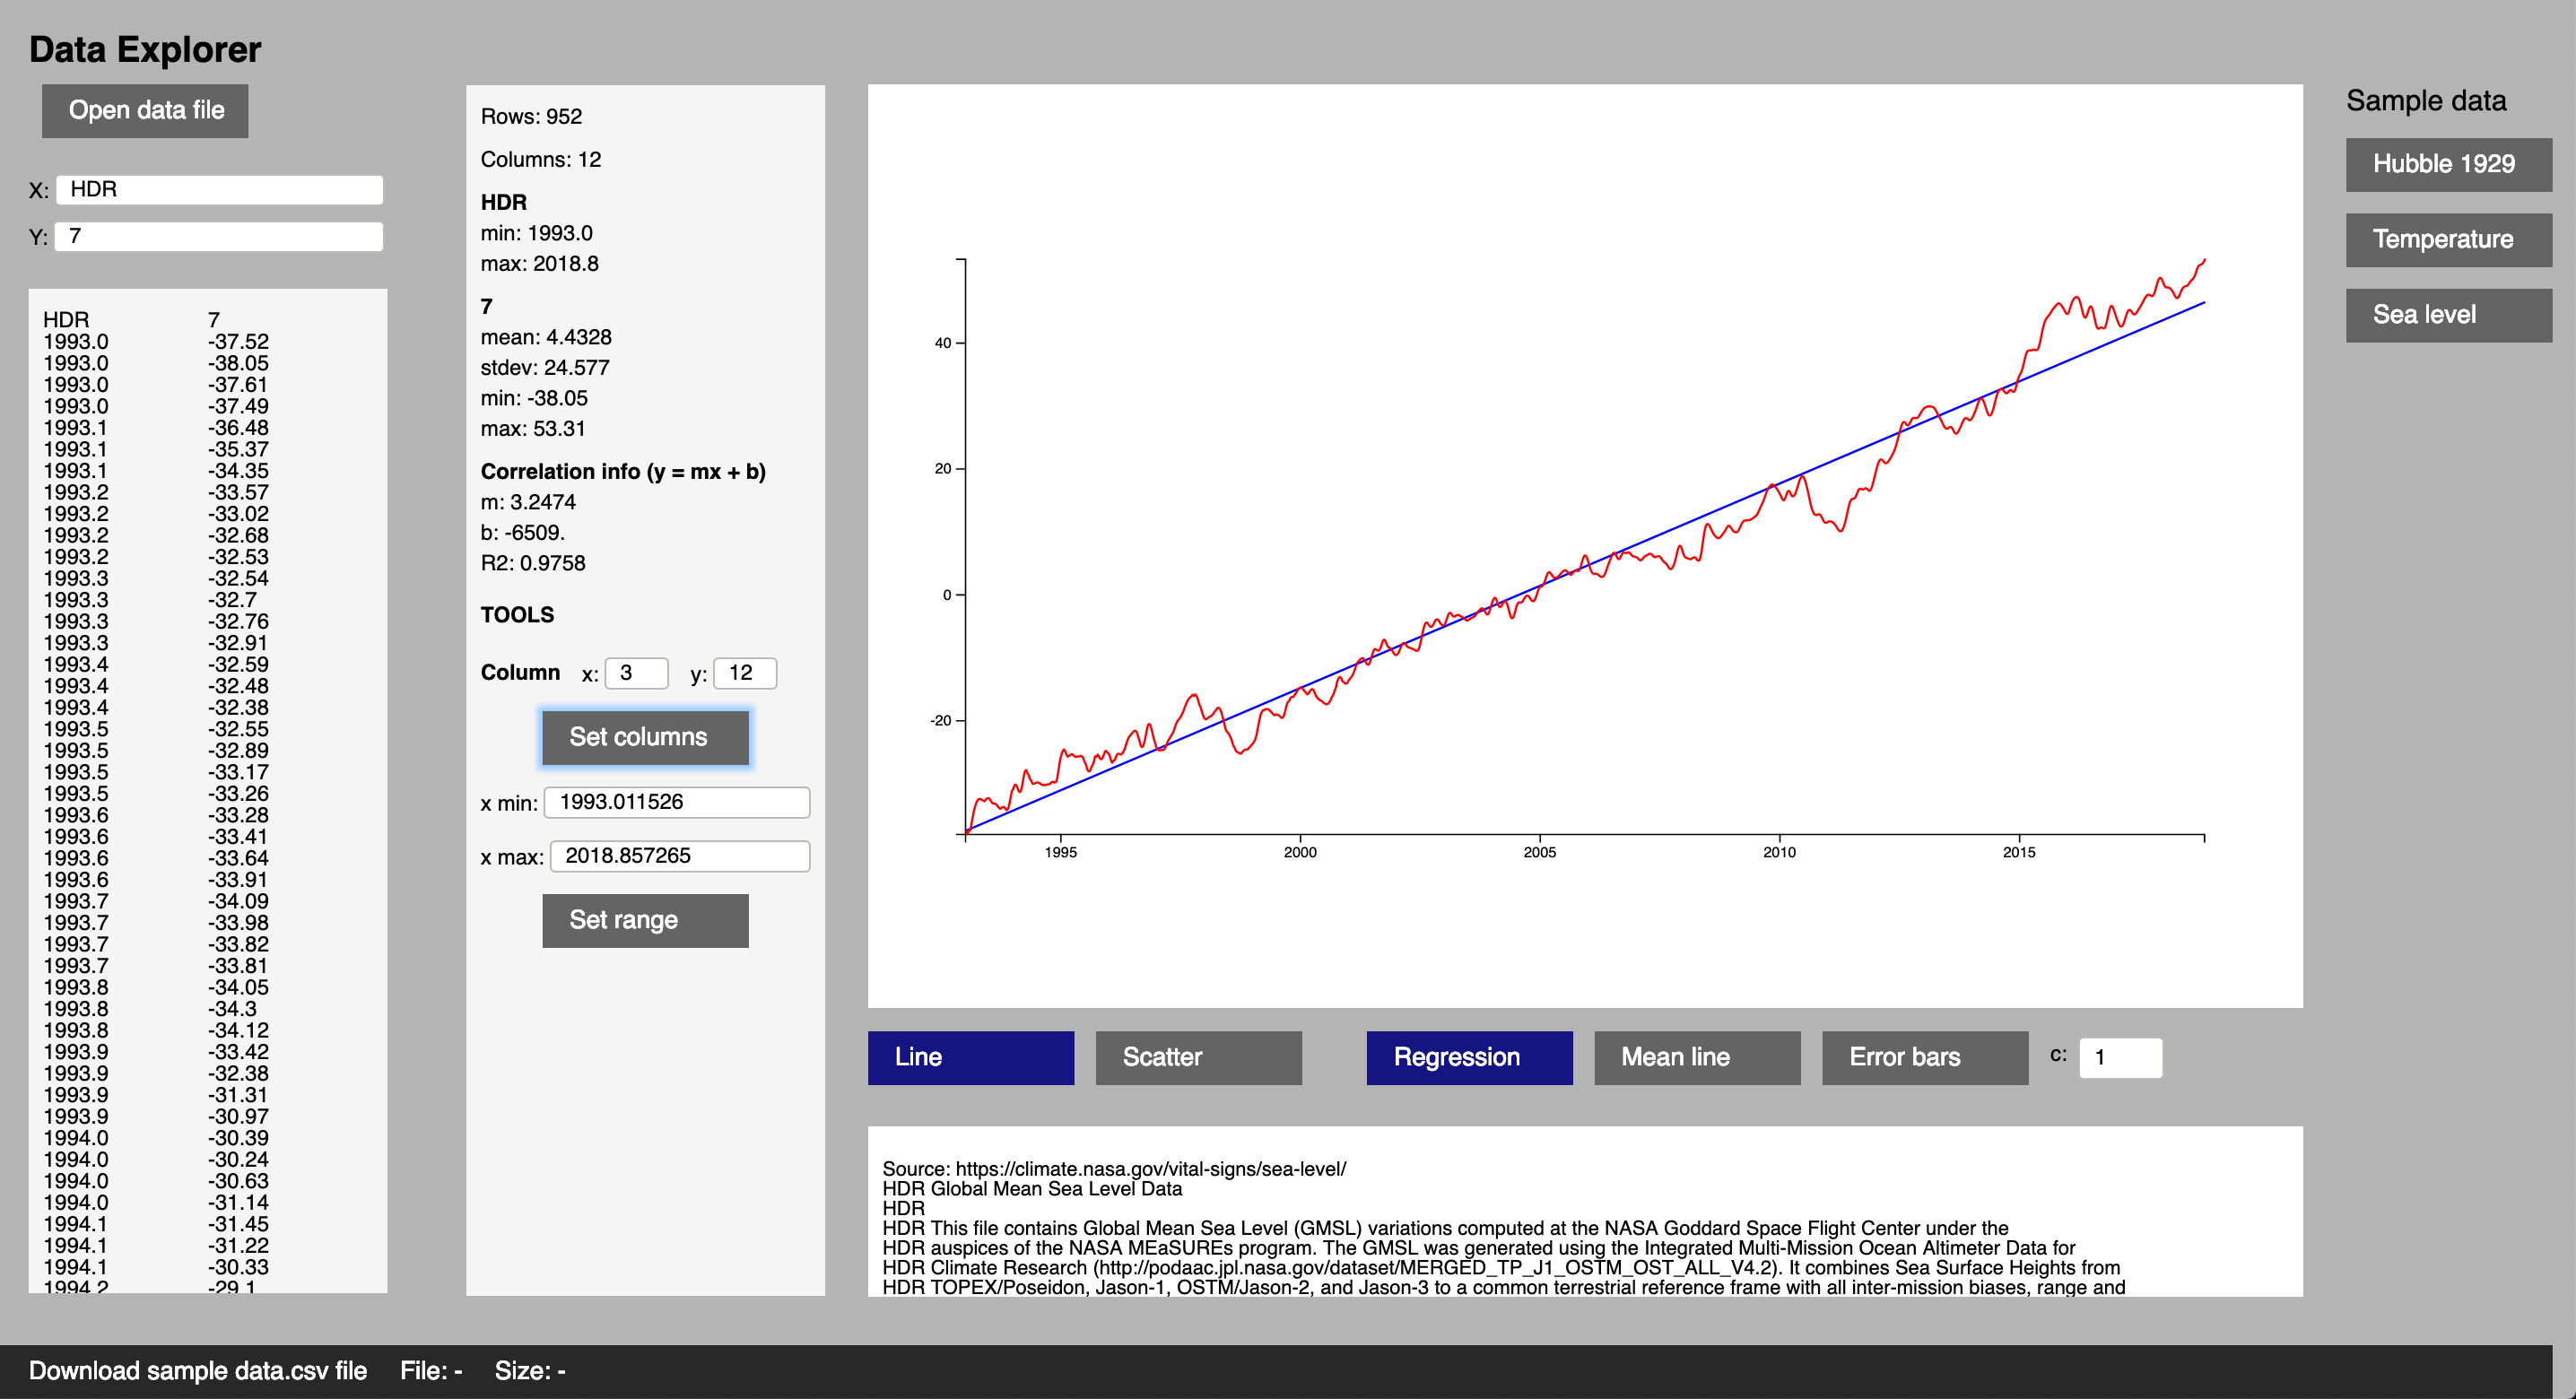 Data Explorer
Open data file
X: HDR
Y: 7
HDR 7
1993.0 -37.52
1993.0 -38.05
1993.0 -37.61
1993.0 -37.49
1993.1 -36.48
1993.1 -35.37
1993.1 -34.35
1993.2 -33.57
1993.2 -33.02
1993.2 -32.68
1993.2 -32.53
1993.3 -32.54
1993.3 -32.7
1993.3 -32.76
1993.3 -32.91
1993.4 -32.59
1993.4 -32.48
1993.4 -32.38
1993.5 -32.55
1993.5 -32.89
1993.5 -33.17
1993.5 -33.26
1993.6 -33.28
1993.6 -33.41
1993.6 -33.64
1993.6 -33.91
1993.7 -34.09
1993.7 -33.98
1993.7 -33.82
1993.7 -33.81
1993.8 -34.05
1993.8 -34.3
1993.8 -34.12
1993.9 -33.42
1993.9 -32.38
1993.9 -31.31
1993.9 -30.97
1994.0 -30.39
1994.0 -30.24
1994.0 -30.63
1994.0 -31.14
1994.1 -31.45
1994.1 -31.22
1994.1 -30.33
1994.2 -29.1
Rows: 952
Columns: 12
HDR
min: 1993.0
max: 2018.8
7
mean: 4.4328
stdev: 24.577
min: -38.05
max: 53.31
Correlation info (y = mx + b)
m: 3.2474
b: -6509.
R2: 0.9758
TOOLS
Column x: 3 y: 12
Set columns
x min: 1993.011526
x max: 2018.857265
Set range
40
20
0
-20
1995 2000 2005 2010 2015
Line Scatter Regression Mean line Error bars c: 1
Source: https://climate.nasa.gov/vital-signs/sea-level/
HDR Global Mean Sea Level Data
HDR
HDR This file contains Global Mean Sea Level (GMSL) variations computed at the NASA Goddard Space Flight Center under the
HDR auspices of the NASA MEaSUREs program. The GMSL was generated using the Integrated Multi-Mission Ocean Altimeter Data for
HDR Climate Research (http://podaac.jpl.nasa.gov/dataset/MERGED_TP_J1_OSTM_OST_ALL_V4.2). It combines Sea Surface Heights from
HDR TOPEX/Poseidon, Jason-1, OSTM/Jason-2, and Jason-3 to a common terrestrial reference frame with all inter-mission biases, range and
Sample data
Hubble 1929
Temperature
Sea level
Download sample data.csv file File: - Size: -